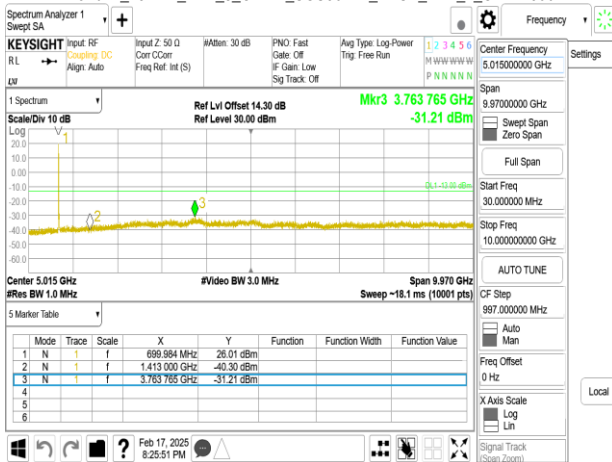 Spectrum Analyzer 1
Swept SA
Frequency
KEYSIGHT
RL
Input: RF
Coupling: DC
Align: Auto
Input Z: 50 Ω
Corr CCorr
Freq Ref: Int (S)
#Atten: 30 dB
PNO: Fast
Gate: Off
IF Gain: Low
Sig Track: Off
Avg Type: Log-Power
Trig: Free Run
1 2 3 4 5 6
M W W W W W
P N N N N N
Center Frequency
5.015000000 GHz
Settings
Span
9.97000000 GHz
Swept Span
Zero Span
Full Span
Start Freq
30.000000 MHz
Stop Freq
10.000000000 GHz
AUTO TUNE
CF Step
997.000000 MHz
Auto
Man
Freq Offset
0 Hz
X Axis Scale
Log
Lin
Signal Track
(Span Zoom)
Local
1 Spectrum
Scale/Div 10 dB
Ref Lvl Offset 14.30 dB
Ref Level 30.00 dBm
Mkr3 3.763 765 GHz
-31.21 dBm
Log
20.0
10.0
0.00
-10.0
-20.0
-30.0
-40.0
-50.0
-60.0
1
2
3
DL1 -13.00 dBm
Center 5.015 GHz
#Video BW 3.0 MHz
Span 9.970 GHz
#Res BW 1.0 MHz
Sweep ~18.1 ms (10001 pts)
5 Marker Table
Mode Trace Scale X Y Function Function Width Function Value
1 N 1 f 699.984 MHz 26.01 dBm
2 N 1 f 1.413 000 GHz -40.30 dBm
3 N 1 f 3.763 765 GHz -31.21 dBm
4
5
6
?
Feb 17, 2025
8:25:51 PM